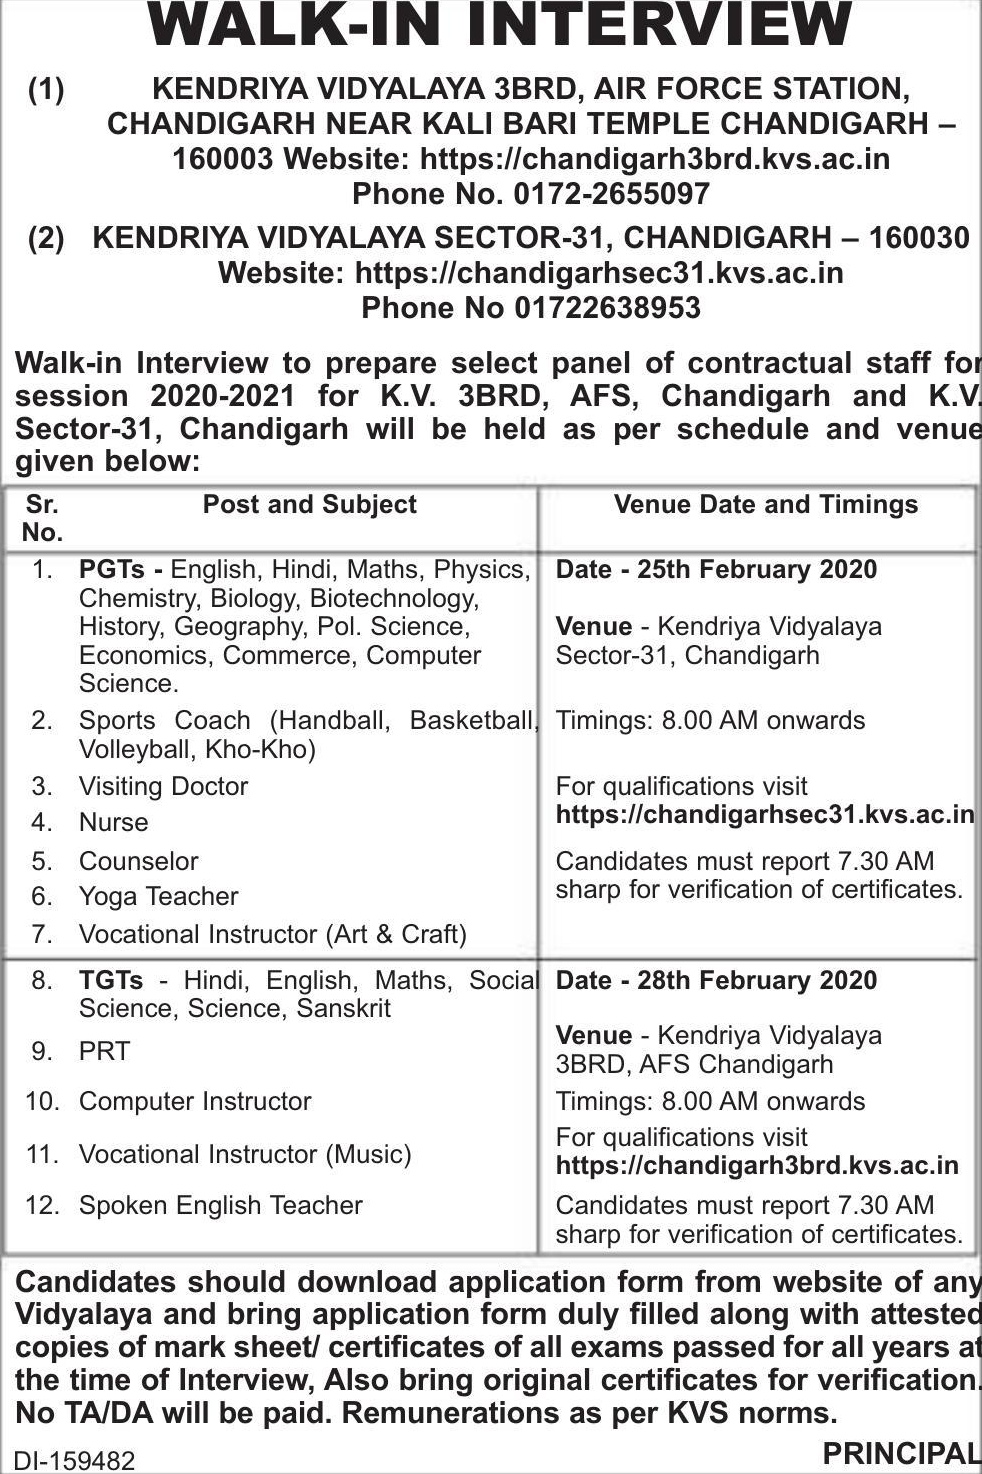 WALK-IN INTERVIEW
(1) KENDRIYA VIDYALAYA 3BRD, AIR FORCE STATION,
CHANDIGARH NEAR KALI BARI TEMPLE CHANDIGARH –
160003 Website: https://chandigarh3brd.kvs.ac.in
Phone No. 0172-2655097
(2) KENDRIYA VIDYALAYA SECTOR-31, CHANDIGARH – 160030
Website: https://chandigarhsec31.kvs.ac.in
Phone No 01722638953
Walk-in Interview to prepare select panel of contractual staff for
session 2020-2021 for K.V. 3BRD, AFS, Chandigarh and K.V.
Sector-31, Chandigarh will be held as per schedule and venue
given below:
Sr. No.
Post and Subject
Venue Date and Timings
1. PGTs - English, Hindi, Maths, Physics,
Chemistry, Biology, Biotechnology,
History, Geography, Pol. Science,
Economics, Commerce, Computer
Science.
2. Sports Coach (Handball, Basketball,
Volleyball, Kho-Kho)
3. Visiting Doctor
4. Nurse
5. Counselor
6. Yoga Teacher
7. Vocational Instructor (Art & Craft)
Date - 25th February 2020
Venue - Kendriya Vidyalaya
Sector-31, Chandigarh
Timings: 8.00 AM onwards
For qualifications visit
https://chandigarhsec31.kvs.ac.in
Candidates must report 7.30 AM
sharp for verification of certificates.
8. TGTs - Hindi, English, Maths, Social
Science, Science, Sanskrit
9. PRT
10. Computer Instructor
11. Vocational Instructor (Music)
12. Spoken English Teacher
Date - 28th February 2020
Venue - Kendriya Vidyalaya
3BRD, AFS Chandigarh
Timings: 8.00 AM onwards
For qualifications visit
https://chandigarh3brd.kvs.ac.in
Candidates must report 7.30 AM
sharp for verification of certificates.
Candidates should download application form from website of any
Vidyalaya and bring application form duly filled along with attested
copies of mark sheet/ certificates of all exams passed for all years at
the time of Interview, Also bring original certificates for verification.
No TA/DA will be paid. Remunerations as per KVS norms.
DI-159482
PRINCIPAL